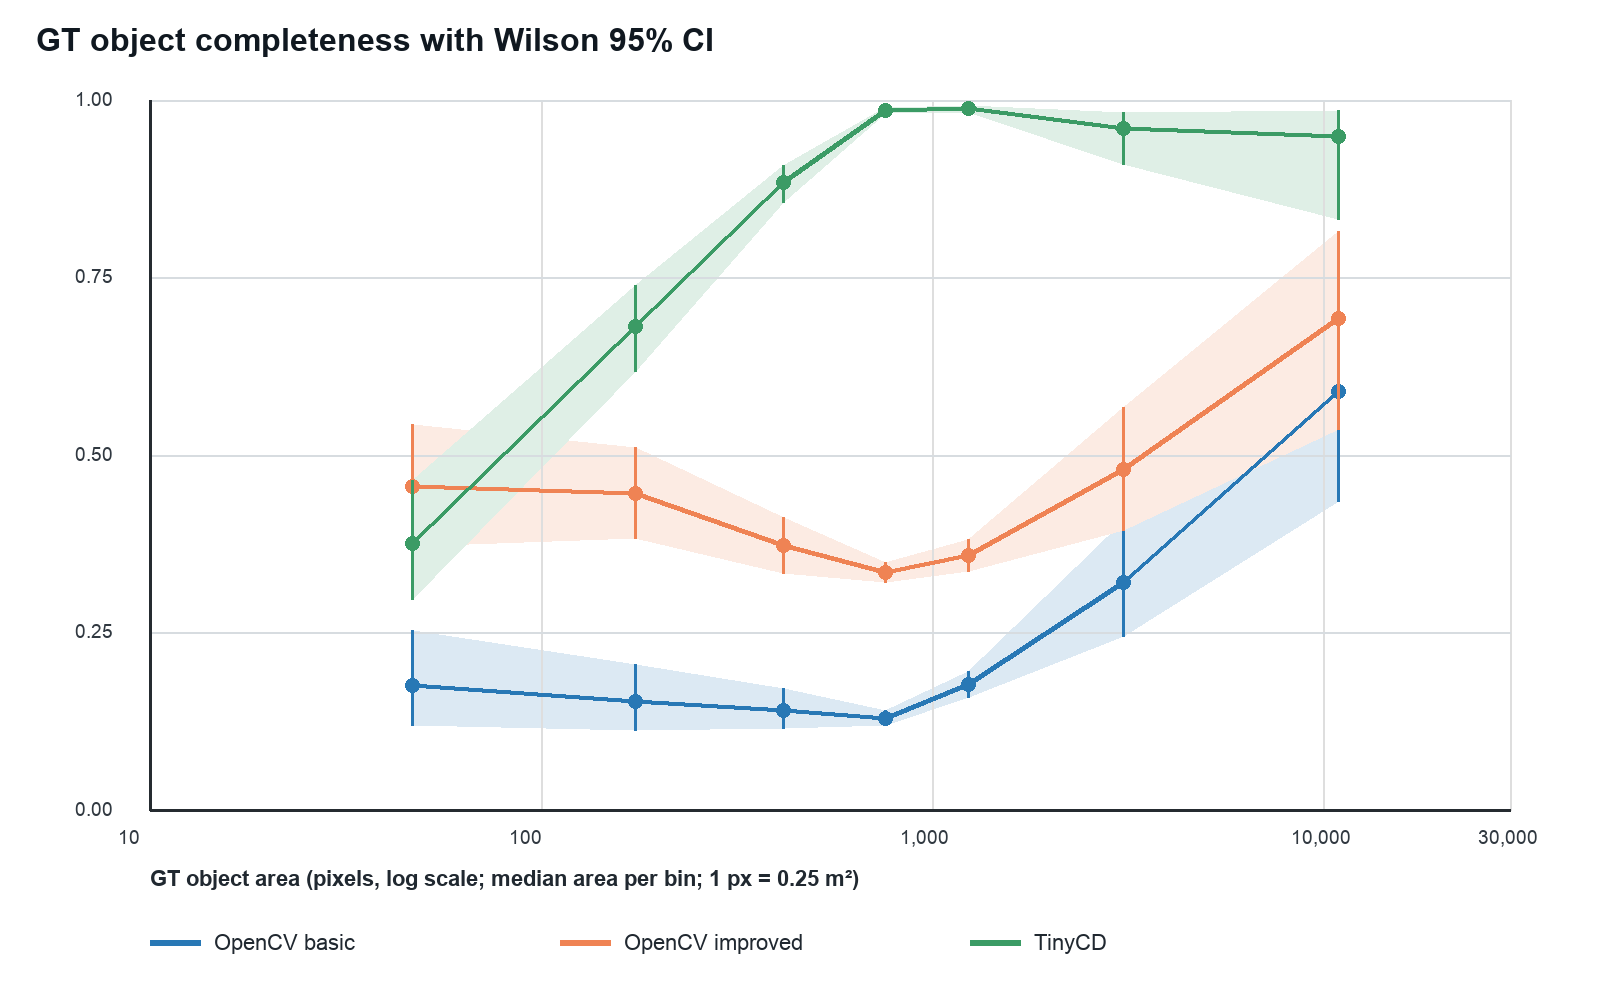 GT object completeness with Wilson 95% CI
1.00
0.75
0.50
0.25
0.00
10 100 1,000 10,000 30,000
GT object area (pixels, log scale; median area per bin; 1 px = 0.25 m²)
OpenCV basic OpenCV improved TinyCD